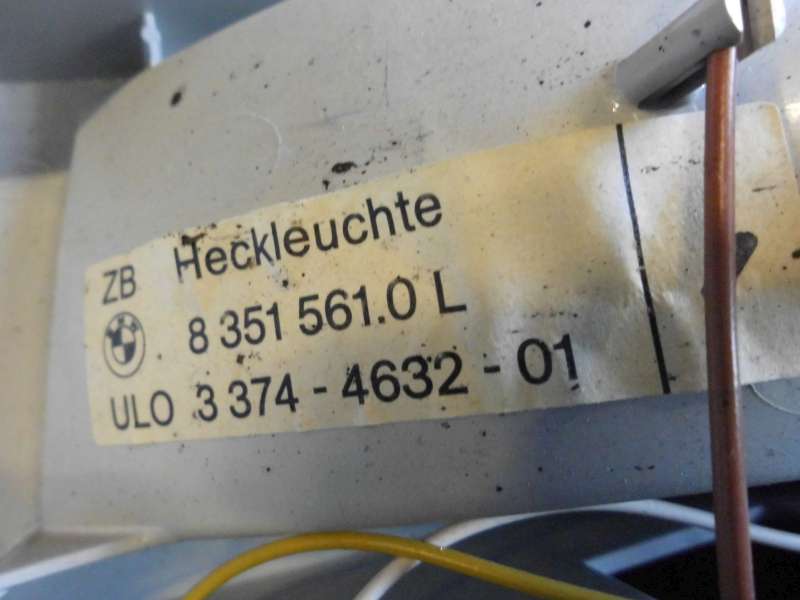 ZB Heckleuchte
8 351 561.0 L
ULO 3 374 - 4632 - 01